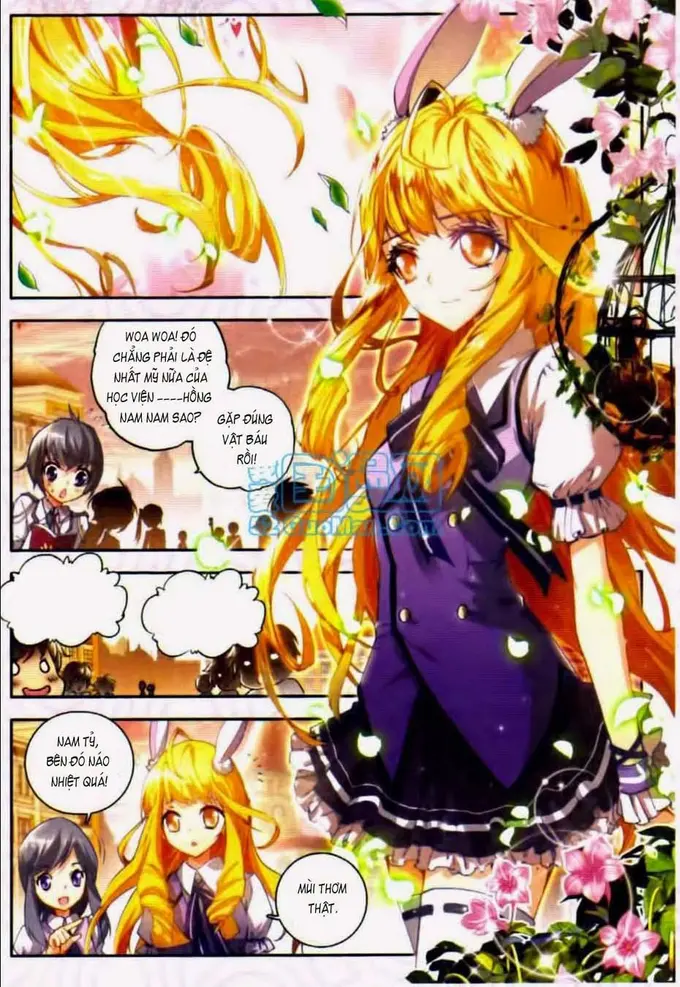 WOA WOA! ĐÓ
CHẲNG PHẢI LÀ ĐỆ
NHẤT MỸ NỮA CỦA
HỌC VIỆN ----HỒNG
NAM NAM SAO?
GẶP ĐÚNG
VẬT BÁU
RỒI!
NAM TỶ,
BÊN ĐÓ NÁO
NHIỆT QUÁ!
MÙI THƠM
THẬT.